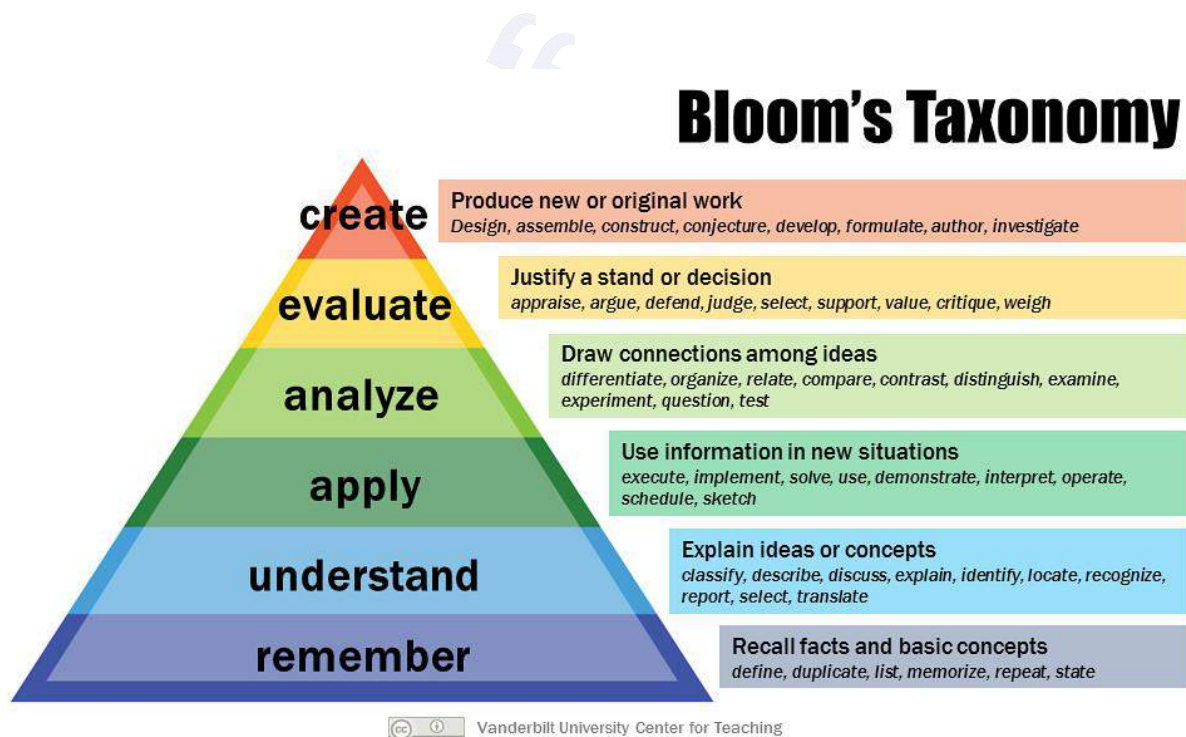 Bloom's Taxonomy
create
Produce new or original work
Design, assemble, construct, conjecture, develop, formulate, author, investigate
evaluate
Justify a stand or decision
appraise, argue, defend, judge, select, support, value, critique, weigh
analyze
Draw connections among ideas
differentiate, organize, relate, compare, contrast, distinguish, examine,
experiment, question, test
apply
Use information in new situations
execute, implement, solve, use, demonstrate, interpret, operate,
schedule, sketch
understand
Explain ideas or concepts
classify, describe, discuss, explain, identify, locate, recognize,
report, select, translate
remember
Recall facts and basic concepts
define, duplicate, list, memorize, repeat, state
cc Vanderbilt University Center for Teaching